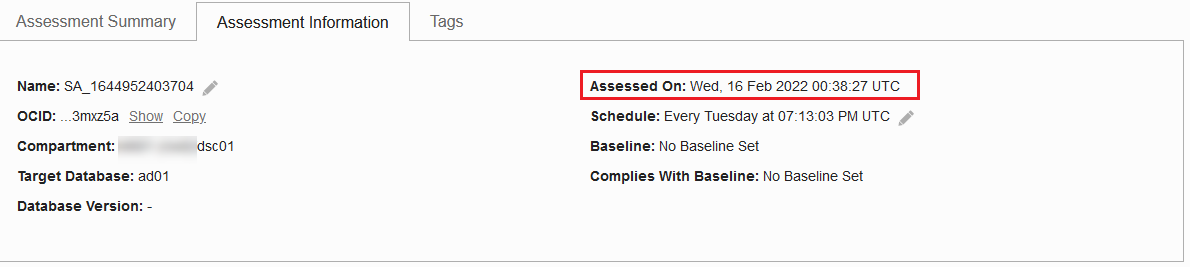 Assessment Summary Assessment Information Tags
Name: SA_1644952403704
OCID: ...3mxz5a Show Copy
Compartment: dsc01
Target Database: ad01
Database Version: -
Assessed On: Wed, 16 Feb 2022 00:38:27 UTC
Schedule: Every Tuesday at 07:13:03 PM UTC
Baseline: No Baseline Set
Complies With Baseline: No Baseline Set